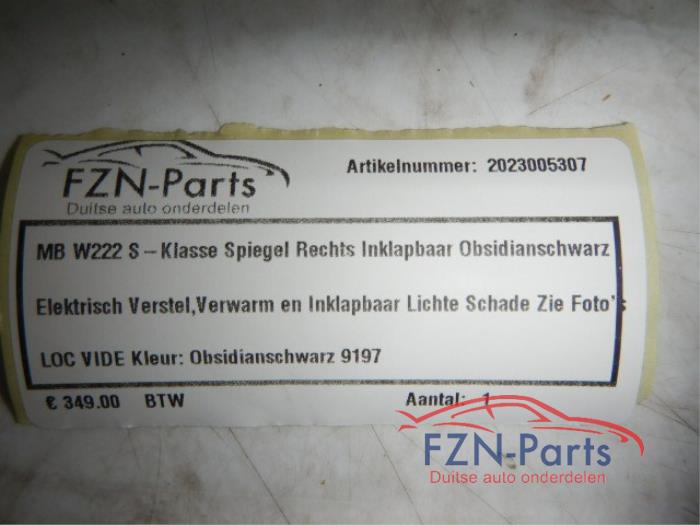 FZN-Parts
Duitse auto onderdelen
Artikelnummer: 2023005307
MB W222 S - Klasse Spiegel Rechts Inklapbaar Obsidianschwarz
Elektrisch Verstel,Verwarm en Inklapbaar Lichte Schade Zie Foto's
LOC VIDE Kleur: Obsidianschwarz 9197
€ 349.00 BTW Aantal: 1
FZN-Parts
Duitse auto onderdelen